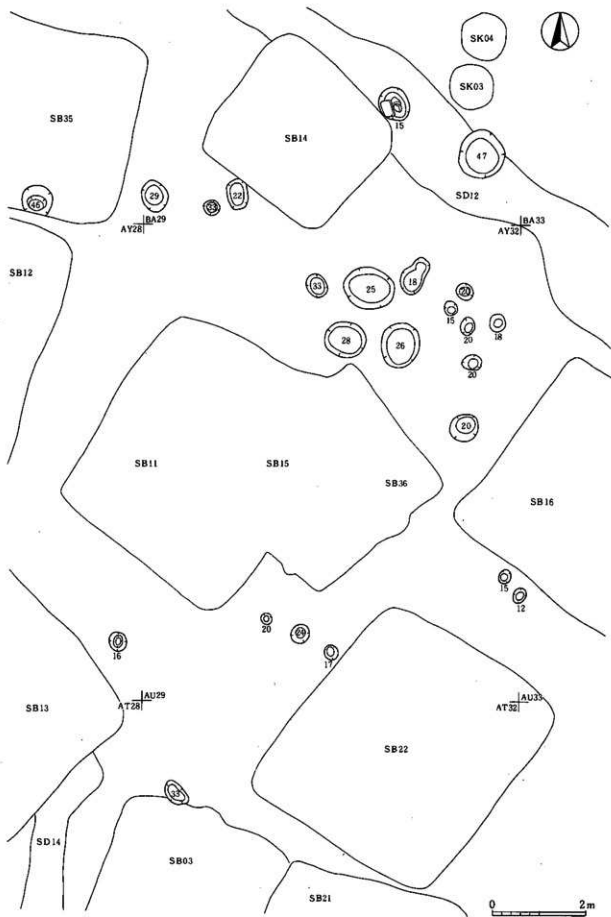 SK04
SK03
SB35
SB14
15
47
SD12
29
22
46
BA29
AY28
BA33
AY32
SB12
33
25
18
20
15
20
18
28
26
20
20
SB11
SB15
SB36
SB16
15
12
20
16
17
AU29
AT28
AU33
AT32
SB13
SB22
33
SD14
SB03
SB21
0
2m